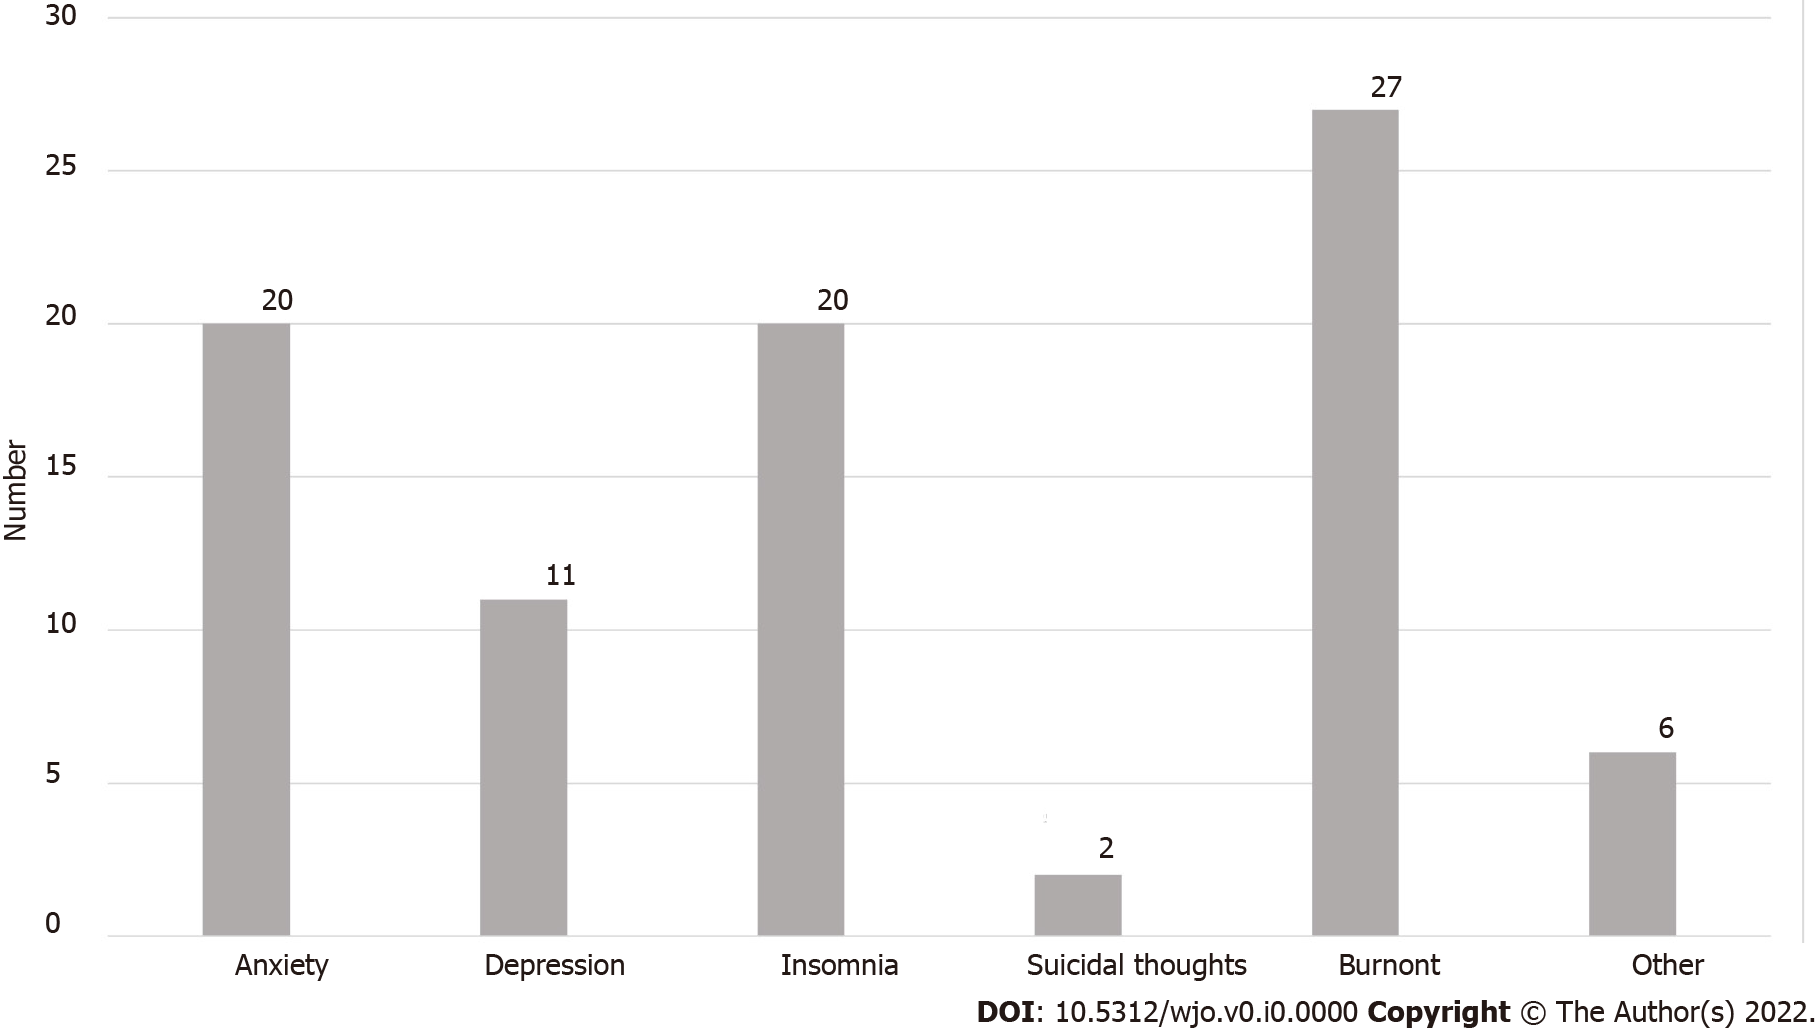 30
27
25
20
20
20
Number
15
11
10
6
5
2
0
Anxiety
Depression
Insomnia
Suicidal thoughts
Burnont
Other
DOI: 10.5312/wjo.v0.i0.0000 Copyright © The Author(s) 2022.